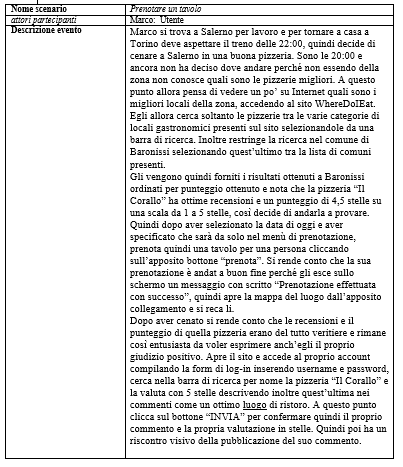 Nome scenario Prenotare un tavolo
attori partecipanti Marco: Utente
Descrizione evento Marco si trova a Salerno per lavoro e per tornare a casa a
Torino deve aspettare il treno delle 22:00, quindi decide di
cenare a Salerno in una buona pizzeria. Sono le 20:00 e
ancora non ha deciso dove andare perché non essendo della
zona non conosce quali sono le pizzerie migliori. A questo
punto allora pensa di vedere un po’ su Internet quali sono i
migliori locali della zona, accedendo al sito WhereDoIEat.
Egli allora cerca soltanto le pizzerie tra le varie categorie di
locali gastronomici presenti sul sito selezionandole da una
barra di ricerca. Inoltre restringe la ricerca nel comune di
Baronissi selezionando quest’ultimo tra la lista di comuni
presenti.
Gli vengono quindi forniti i risultati ottenuti a Baronissi
ordinati per punteggio ottenuto e nota che la pizzeria “Il
Corallo” ha ottime recensioni e un punteggio di 4,5 stelle su
una scala da 1 a 5 stelle, così decide di andarla a provare.
Quindi dopo aver selezionato la data di oggi e aver
specificato che sarà da solo nel menù di prenotazione,
prenota quindi un tavolo per una persona cliccando
sull’apposito bottone “prenota”. Si rende conto che la sua
prenotazione è andat a buon fine perché gli esce sullo
schermo un messaggio con scritto “Prenotazione effettuata
con successo”, quindi apre la mappa del luogo dall’apposito
collegamento e si reca li.
Dopo aver cenato si rende conto che le recensioni e il
punteggio di quella pizzeria erano del tutto veritiere e rimane
così entusiasta da voler esprimere anch’egli il proprio
giudizio positivo. Apre il sito e accede al proprio account
compilando la form di log-in inserendo username e password,
cerca nella barra di ricerca per nome la pizzeria “Il Corallo” e
la valuta con 5 stelle descrivendo inoltre quest’ultima nei
commenti come un ottimo luogo di ristoro. A questo punto
clicca sul bottone “INVIA” per confermare quindi il proprio
commento e la propria valutazione in stelle. Quindi poi ha un
riscontro visivo della pubblicazione del suo commento.